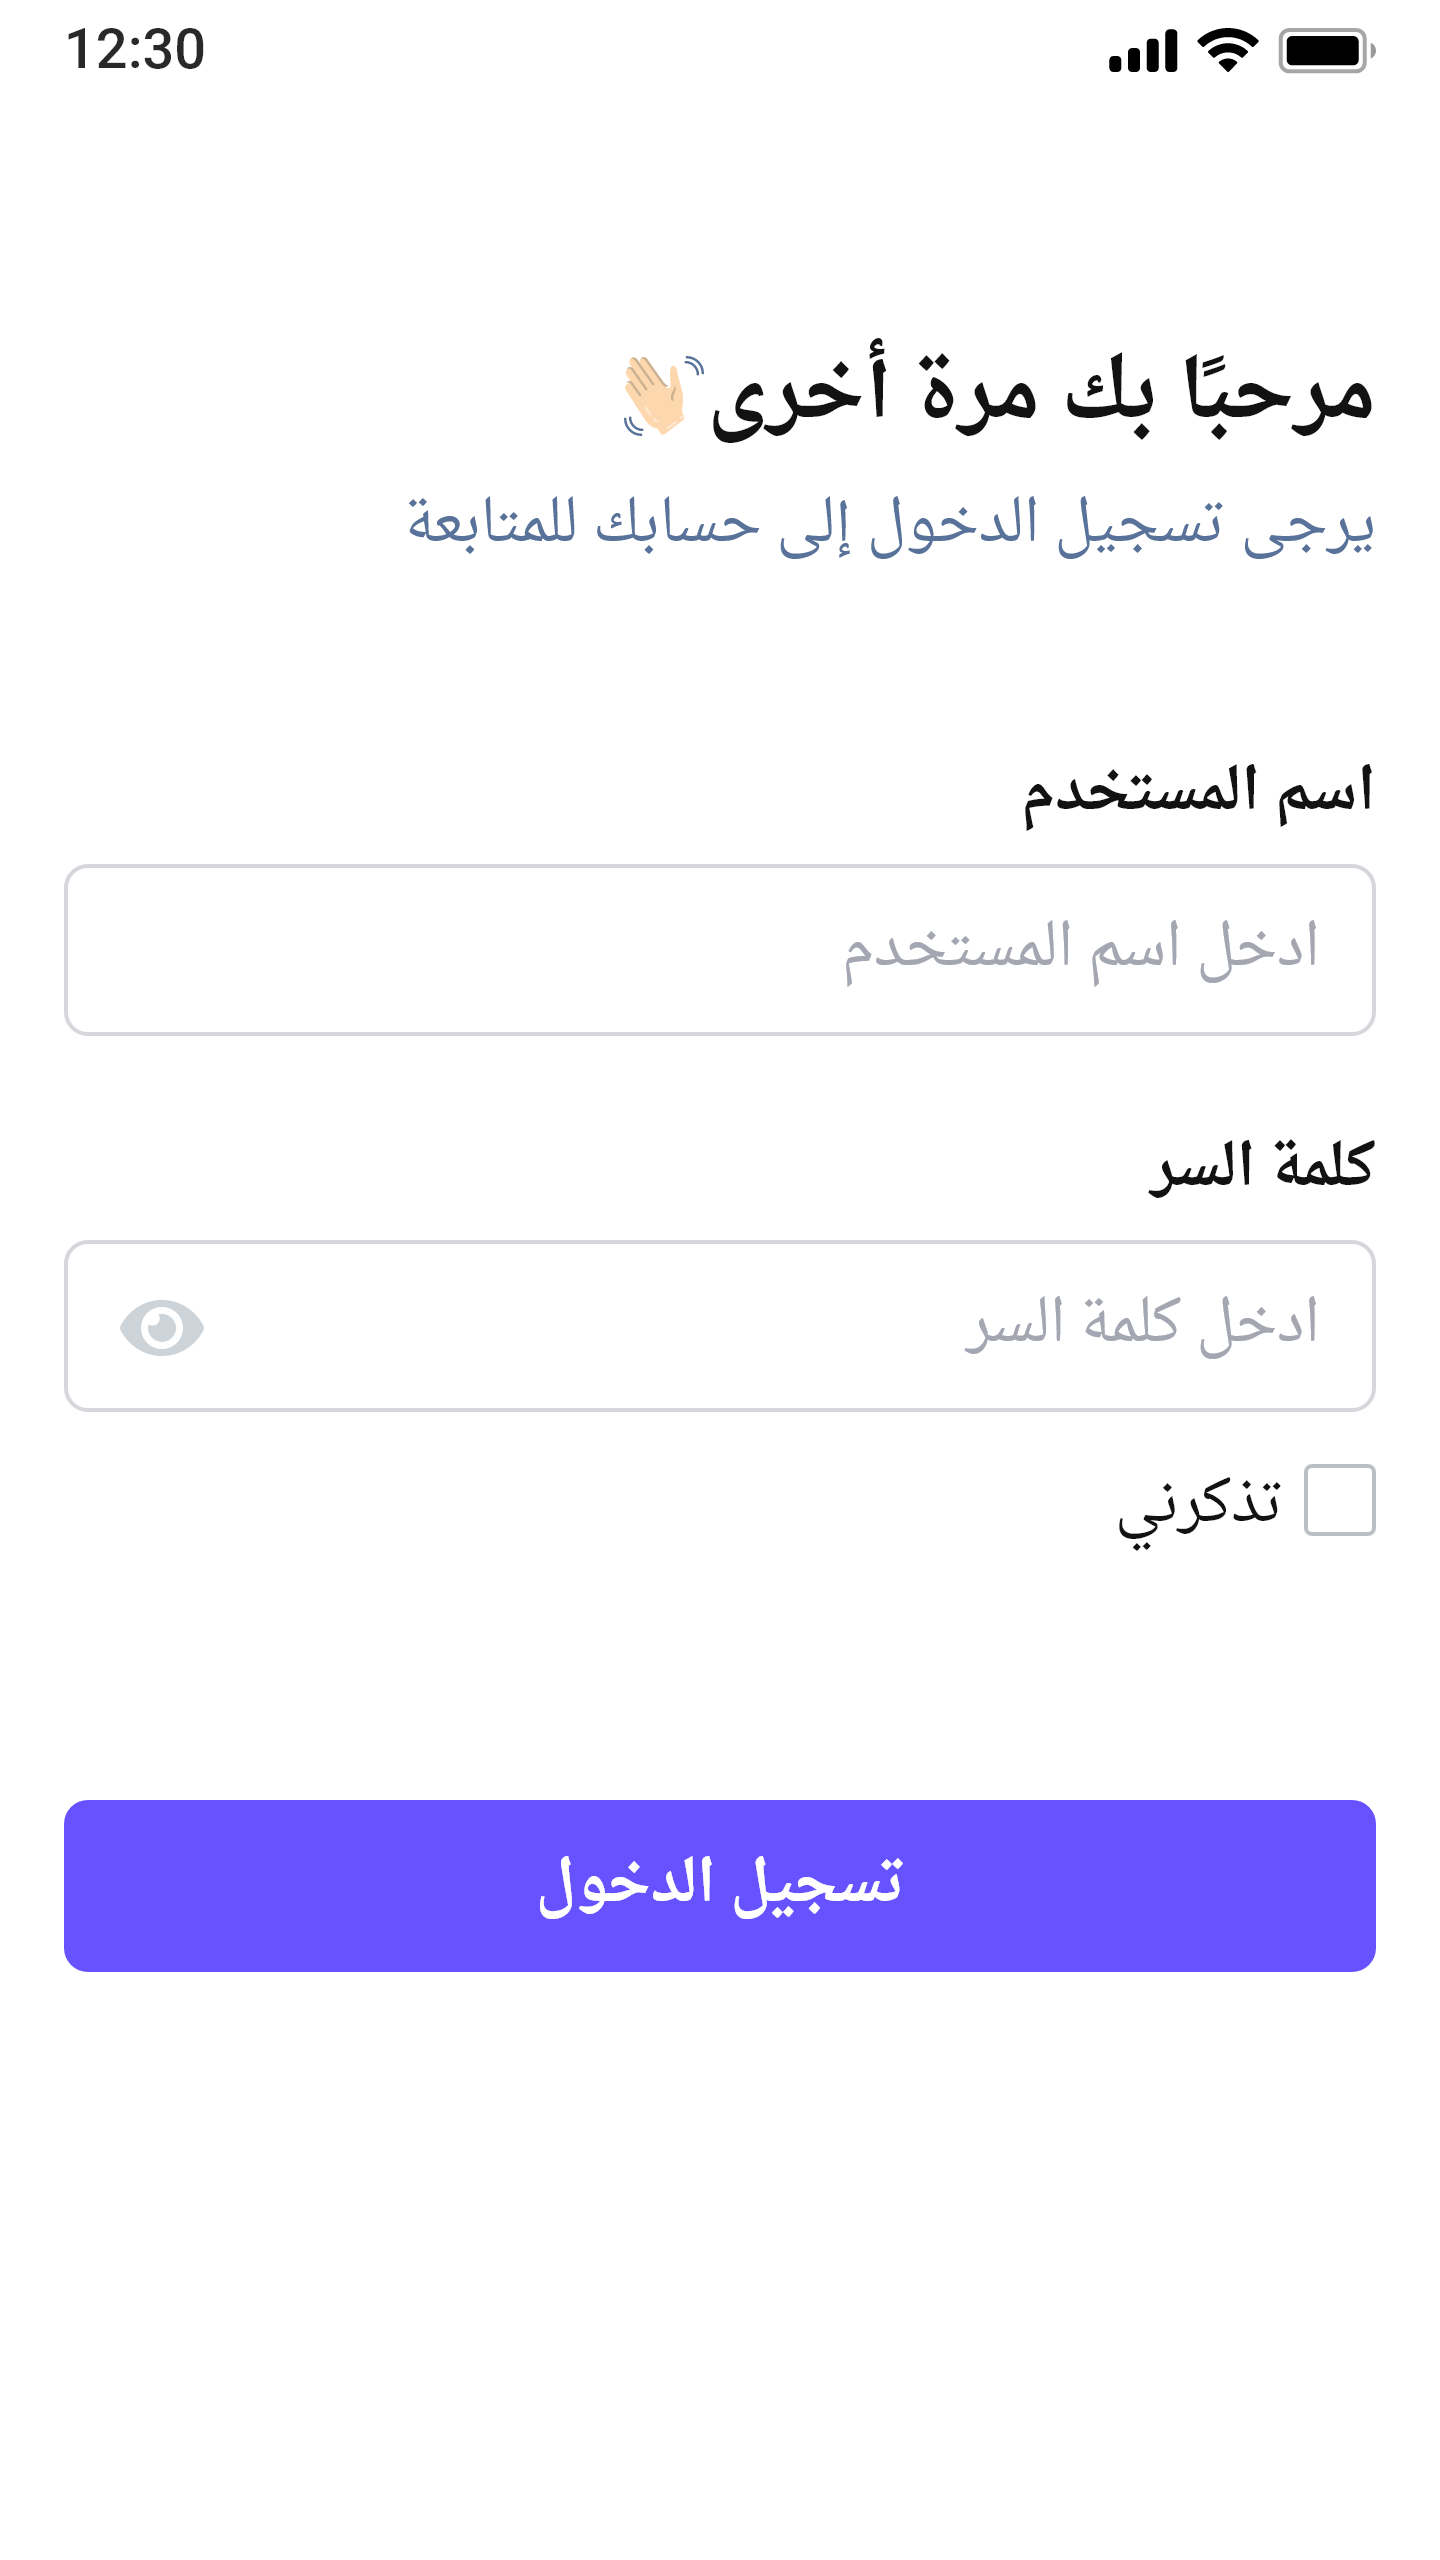 12:30
مرحبًا بك مرة أخرى👋🏻
يرجى تسجيل الدخول إلى حسابك للمتابعة
اسم المستخدم
ادخل اسم المستخدم
كلمة السر
ادخل كلمة السر
تذكرني
تسجيل الدخول